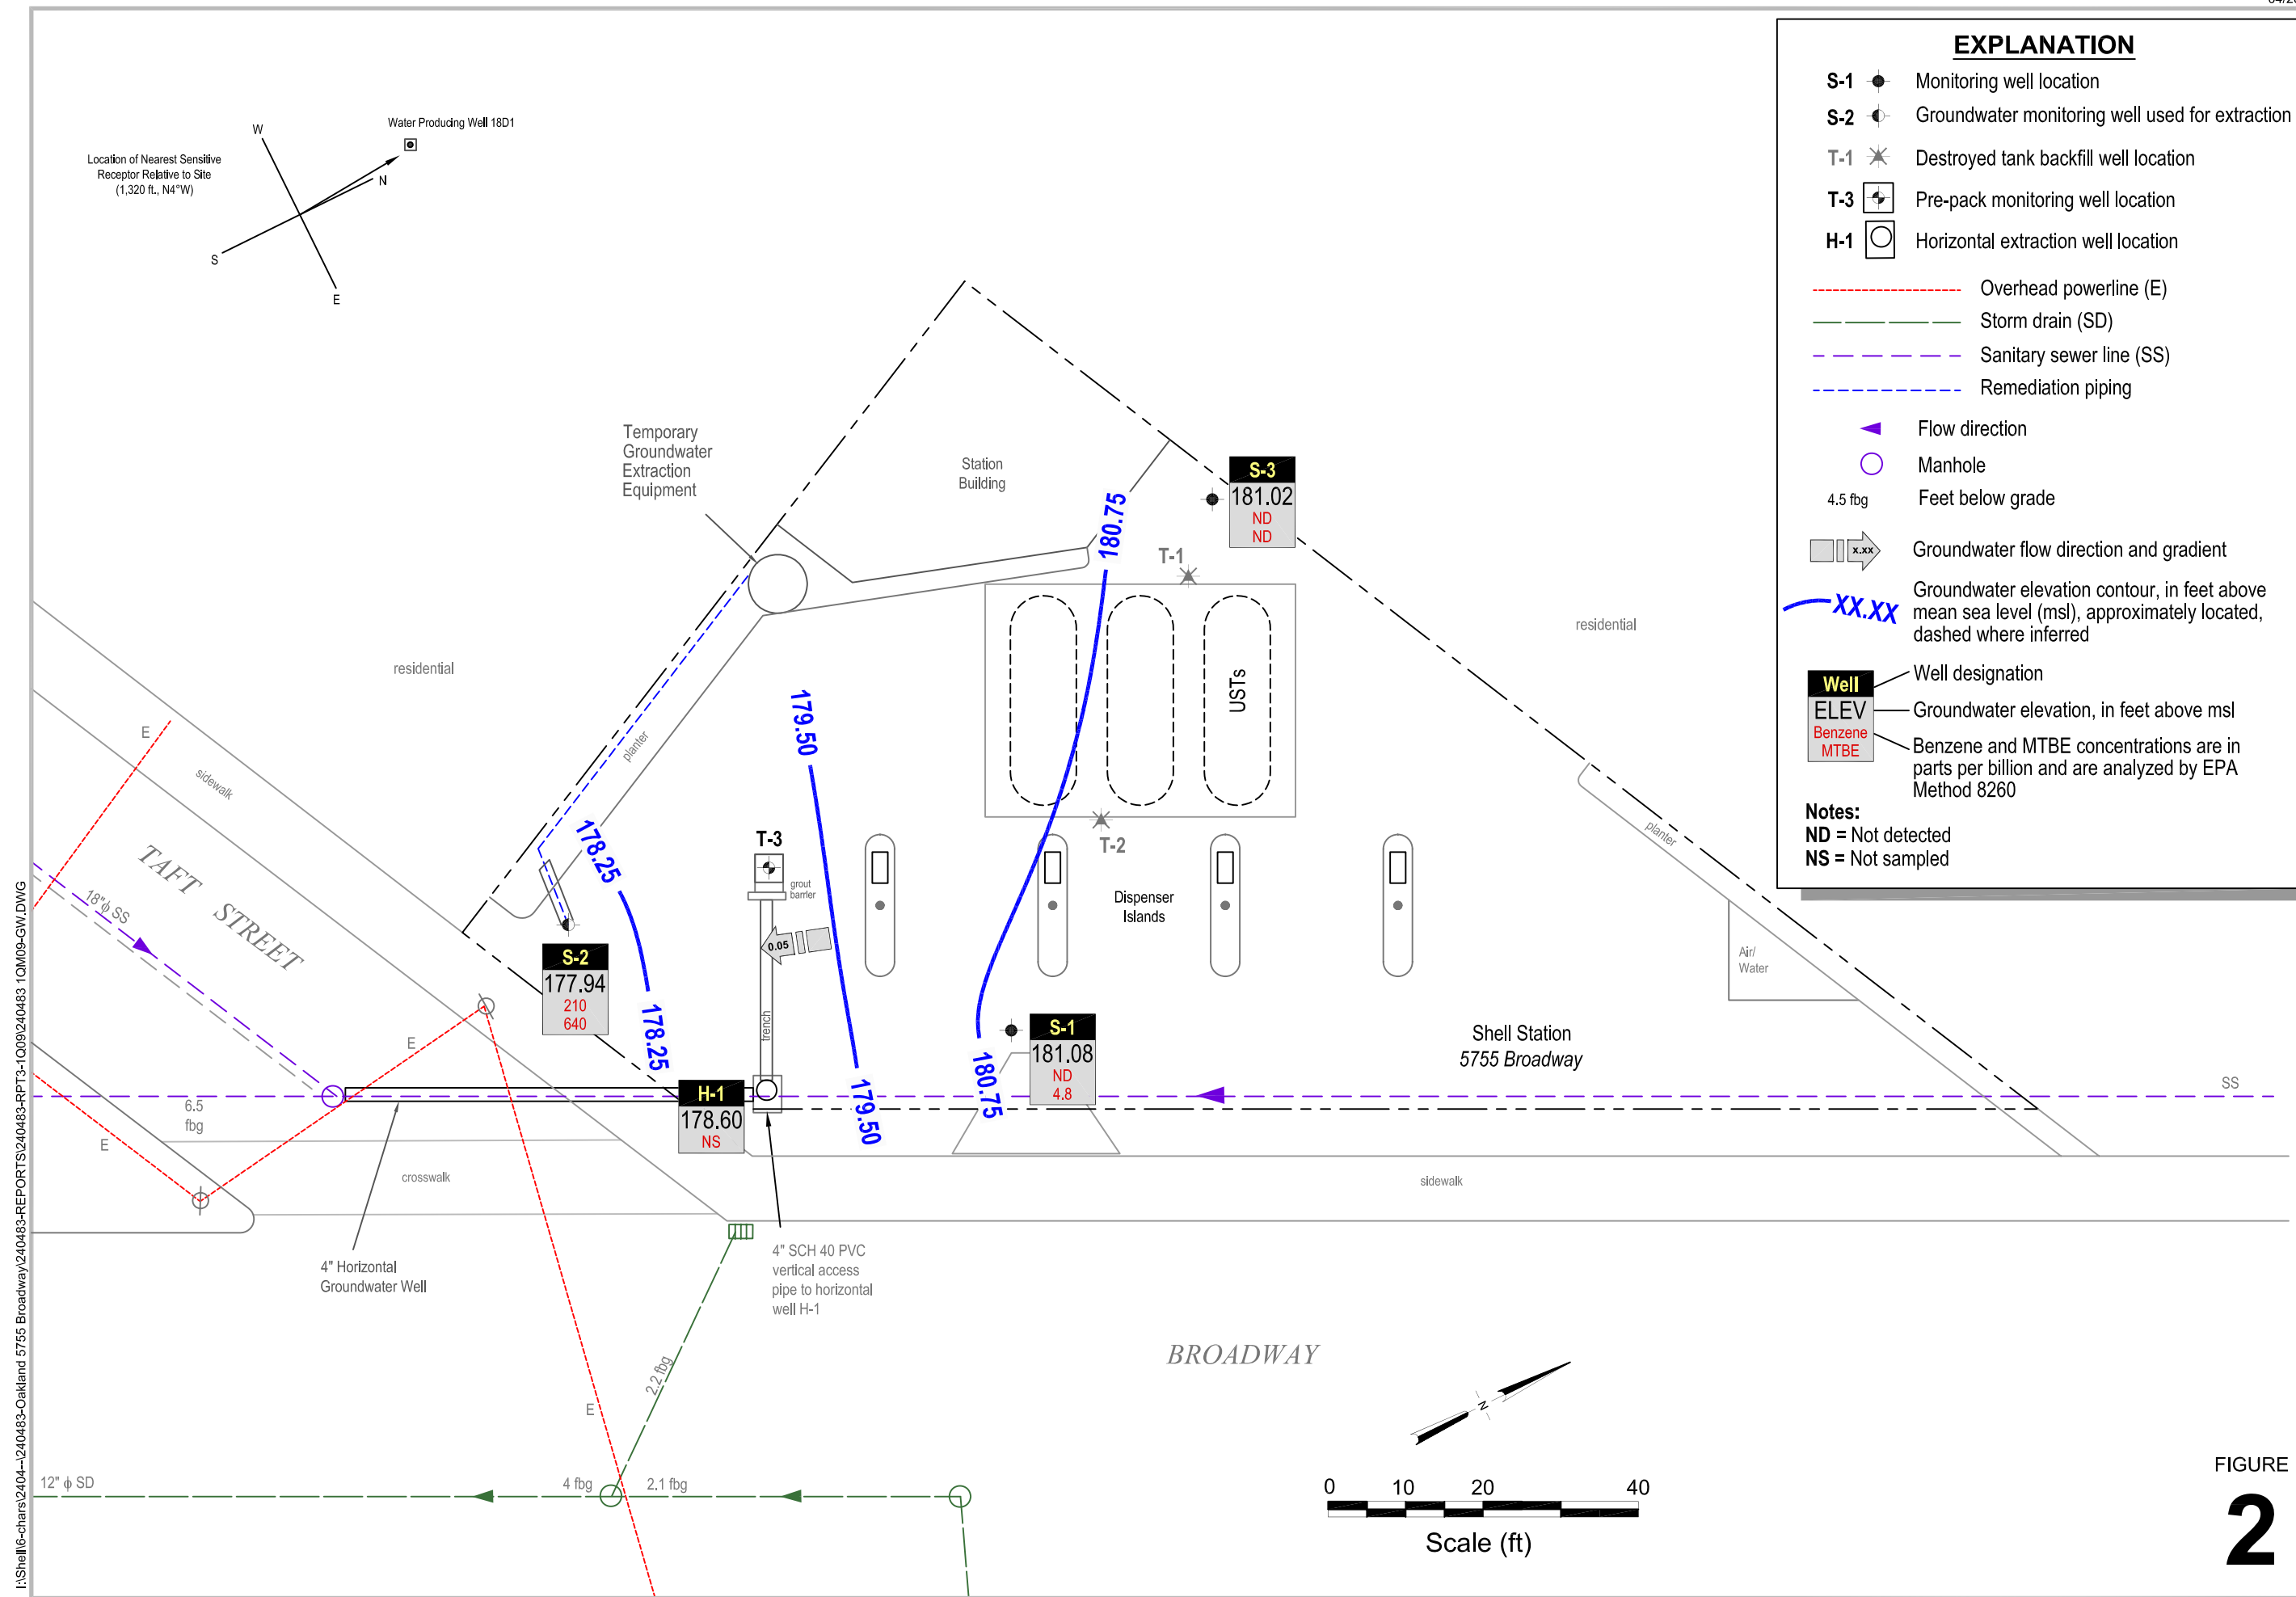 EXPLANATION
S-1 Monitoring well location
S-2 Groundwater monitoring well used for extraction
T-1 Destroyed tank backfill well location
T-3 Pre-pack monitoring well location
H-1 Horizontal extraction well location
Overhead powerline (E)
Storm drain (SD)
Sanitary sewer line (SS)
Remediation piping
Flow direction
Manhole
4.5 fbg Feet below grade
x.xx Groundwater flow direction and gradient
XX.XX
Groundwater elevation contour, in feet above
mean sea level (msl), approximately located,
dashed where inferred
Well
ELEV
Benzene
MTBE
Well designation
Groundwater elevation, in feet above msl
Benzene and MTBE concentrations are in
parts per billion and are analyzed by EPA
Method 8260
Notes:
ND = Not detected
NS = Not sampled
Water Producing Well 18D1
Location of Nearest Sensitive
Receptor Relative to Site
(1,320 ft., N4°W)
W
N
S
E
Temporary
Groundwater
Extraction
Equipment
Station
Building
S-3
181.02
ND
ND
180.75
T-1
residential
residential
USTs
179.50
planter
planter
E
sidewalk
178.25
T-3
T-2
grout
barrier
Dispenser
Islands
TAFT STREET
18"ϕ SS
0.05
Air/
Water
S-2
177.94
210
640
178.25
trench
180.75
S-1
181.08
ND
4.8
Shell Station
5755 Broadway
E
SS
6.5
fbg
H-1
178.60
NS
179.50
E
crosswalk
sidewalk
4" Horizontal
Groundwater Well
4" SCH 40 PVC
vertical access
pipe to horizontal
well H-1
BROADWAY
2.2 fbg
E
N
12" ϕ SD
4 fbg
2.1 fbg
0 10 20 40
Scale (ft)
FIGURE
2
I:\Shell\6-chars\2404--\240483-Oakland 5755 Broadway\240483-REPORTS\240483-RPT3-1Q09\240483 1QM09-GW.DWG